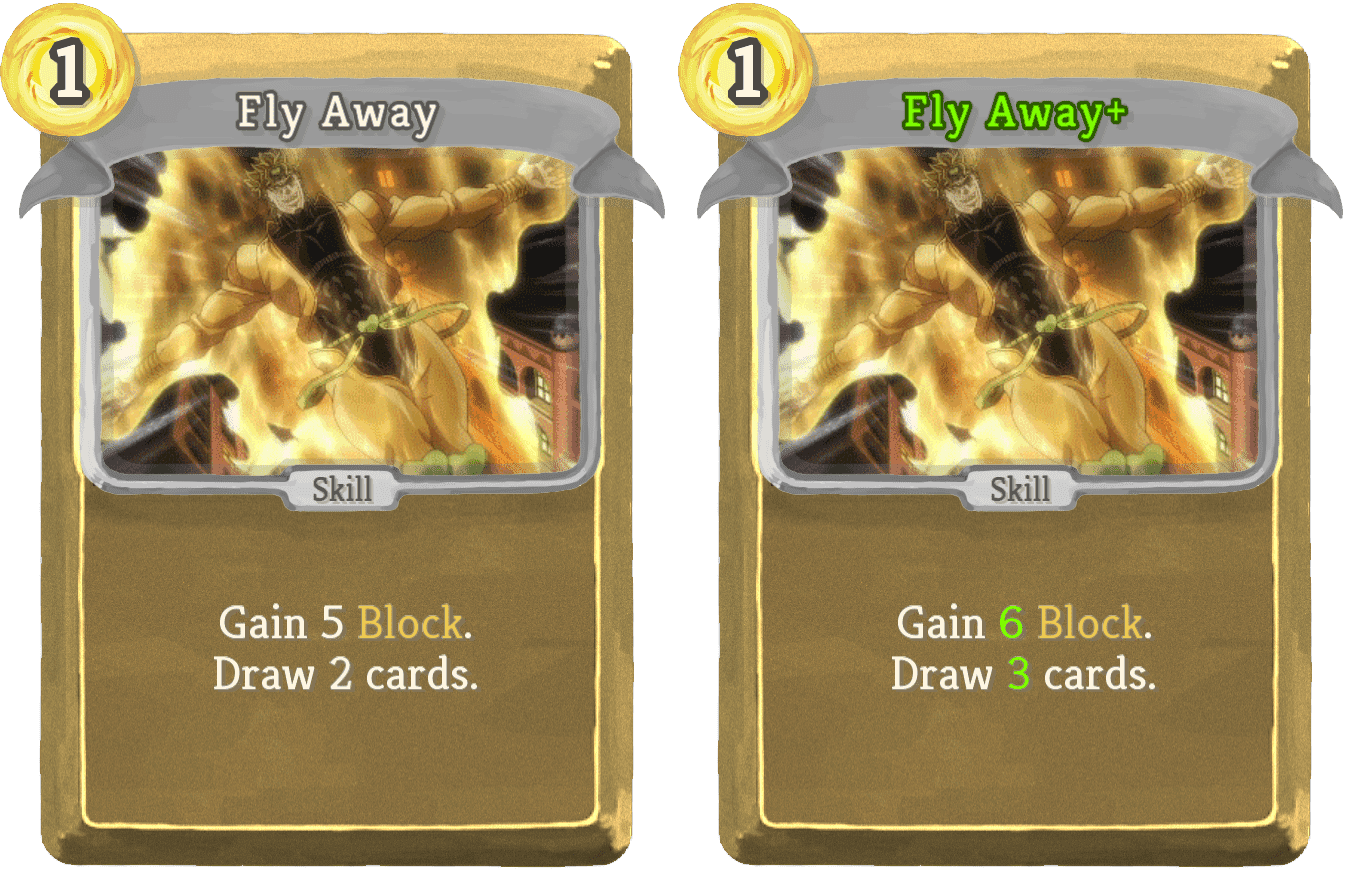 1
Fly Away
Skill
Gain 5 Block.
Draw 2 cards.
1
Fly Away+
Skill
Gain 6 Block.
Draw 3 cards.